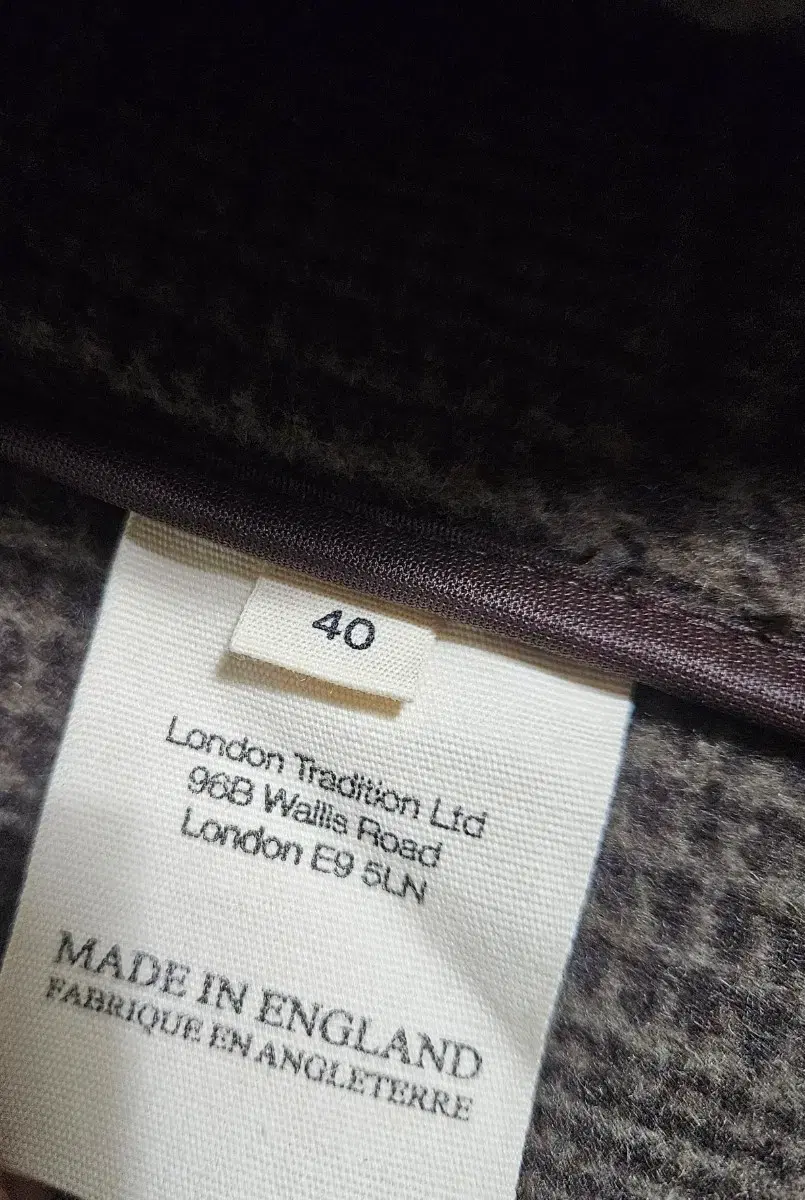 40
London Tradition Ltd
96B Wallis Road
London E9 5LN
MADE IN ENGLAND
FABRIQUE EN ANGLETERRE